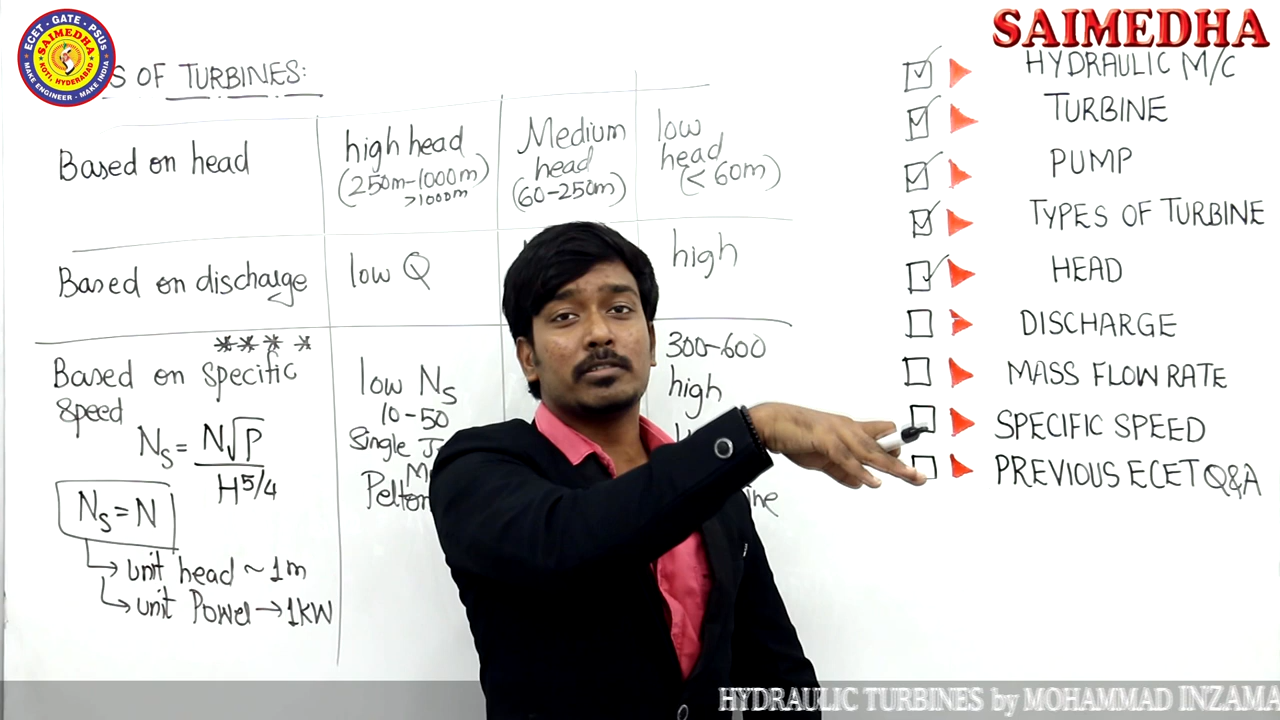 ECET - GATE - PSUS
SAIMEDHA
KOTI, HYDERABAD
MAKE ENGINEER - MAKE INDIA
SAIMEDHA
S OF TURBINES:
Based on head
high head
(250m-1000m)
>1000m
Medium
head
(60-250m)
low
head
(< 60m)
Based on discharge
low Q
high
****
Based on Specific
Speed
Ns = N√P
H5/4
Ns = N
→ unit head ~ 1m
→ unit Power → 1kW
low Ns
10-50
Single
Pelton
300-600
high
HYDRAULIC M/C
TURBINE
PUMP
TYPES OF TURBINE
HEAD
DISCHARGE
MASS FLOW RATE
SPECIFIC SPEED
PREVIOUS ECET Q&A
HYDRAULIC TURBINES by MOHAMMAD INZAMA